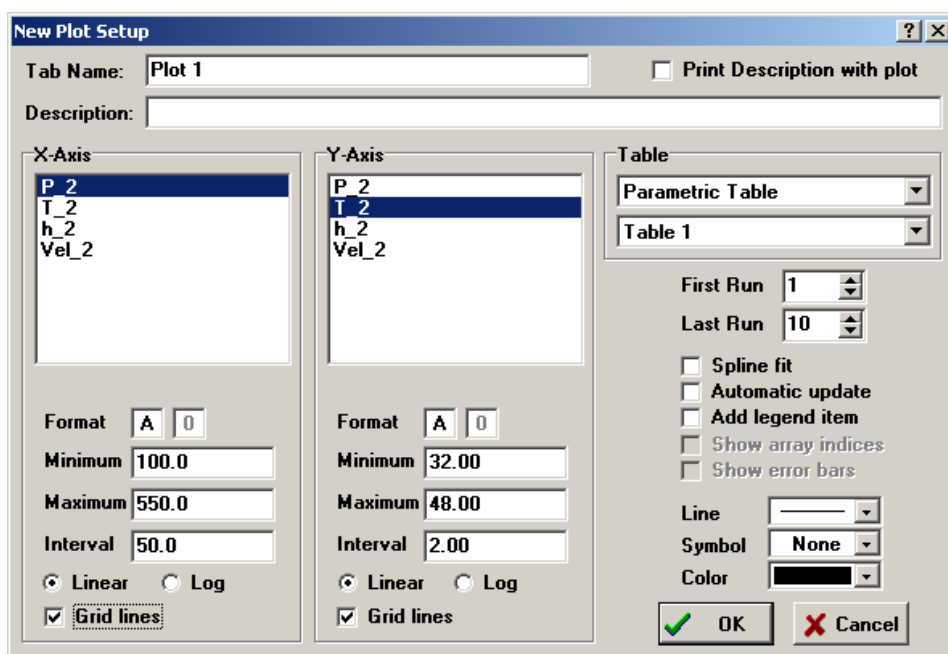 New Plot Setup
Tab Name: Plot 1
Print Description with plot
Description:
X-Axis
P_2
T_2
h_2
Vel_2
Format A 0
Minimum 100.0
Maximum 550.0
Interval 50.0
Linear Log
Grid lines
Y-Axis
P_2
T_2
h_2
Vel_2
Format A 0
Minimum 32.00
Maximum 48.00
Interval 2.00
Linear Log
Grid lines
Table
Parametric Table
Table 1
First Run 1
Last Run 10
Spline fit
Automatic update
Add legend item
Show array indices
Show error bars
Line
Symbol None
Color
OK Cancel